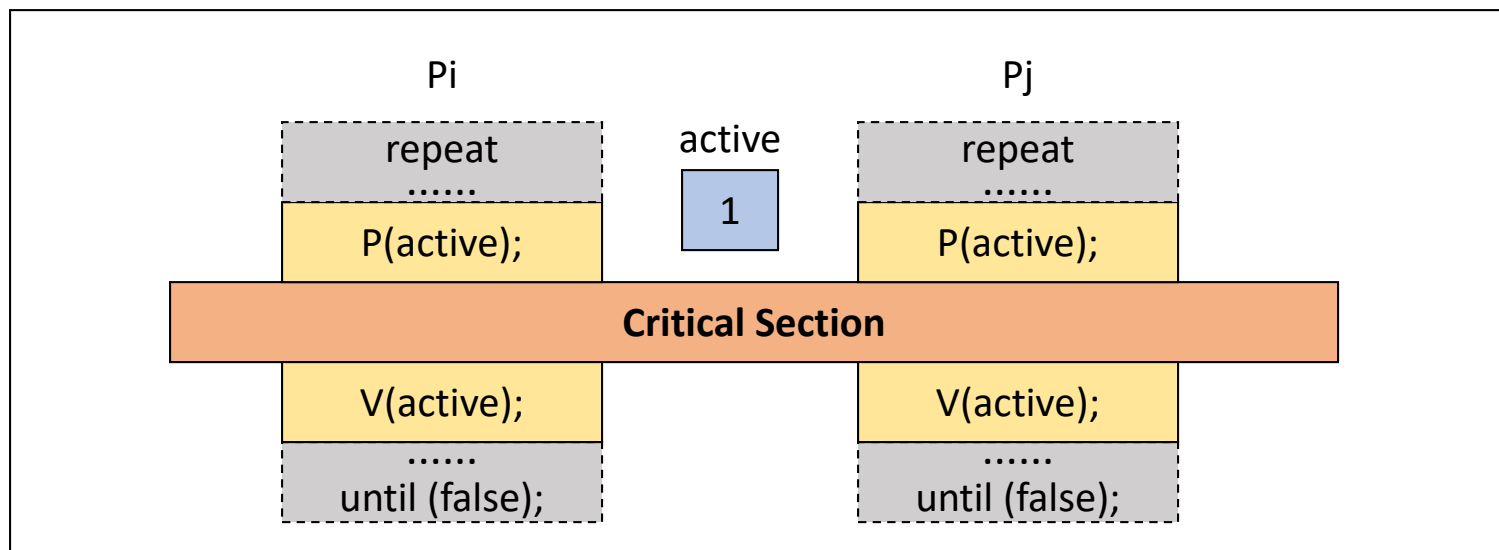 Pi
Pj
repeat
......
active
repeat
......
P(active);
1
P(active);
Critical Section
V(active);
V(active);
......
until (false);
......
until (false);